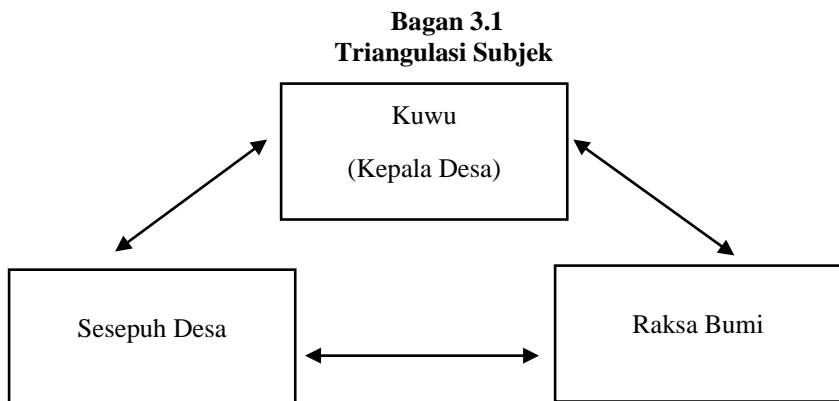 Bagan 3.1
Triangulasi Subjek
Kuwu
(Kepala Desa)
Sesepuh Desa
Raksa Bumi